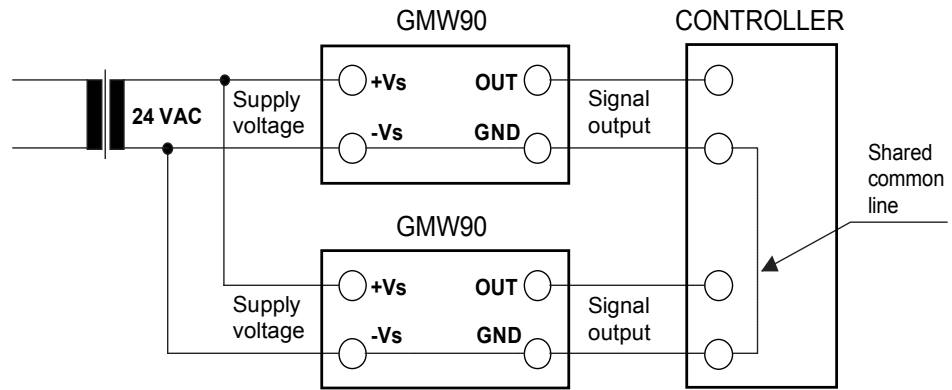 GMW90
CONTROLLER
24 VAC
Supply
voltage
+Vs
-Vs
OUT
GND
Signal
output
Shared
common
line
GMW90
Supply
voltage
+Vs
-Vs
OUT
GND
Signal
output